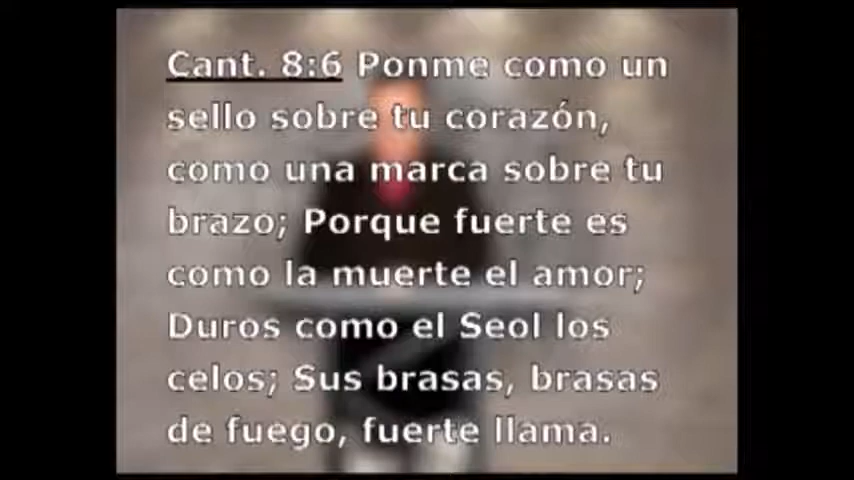 Cant. 8:6 Ponme como un
sello sobre tu corazón,
como una marca sobre tu
brazo; Porque fuerte es
como la muerte el amor;
Duros como el Seol los
celos; Sus brasas, brasas
de fuego, fuerte llama.